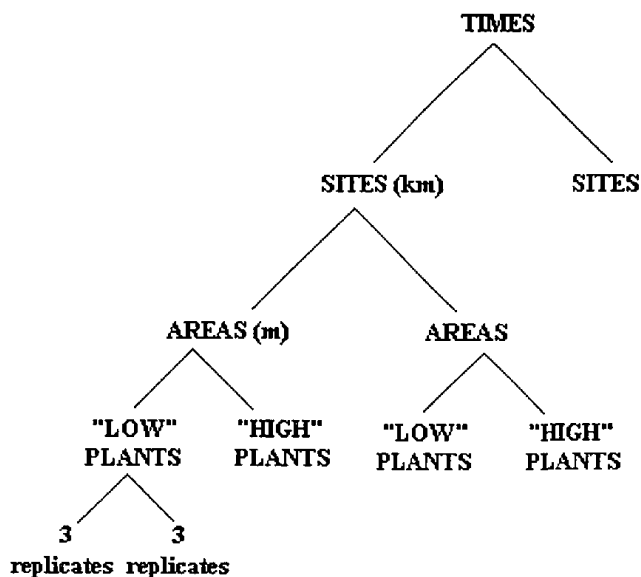 TIMES
SITES (km) SITES
AREAS (m) AREAS
"LOW" "HIGH" "LOW" "HIGH"
PLANTS PLANTS PLANTS PLANTS
3 3
replicates replicates